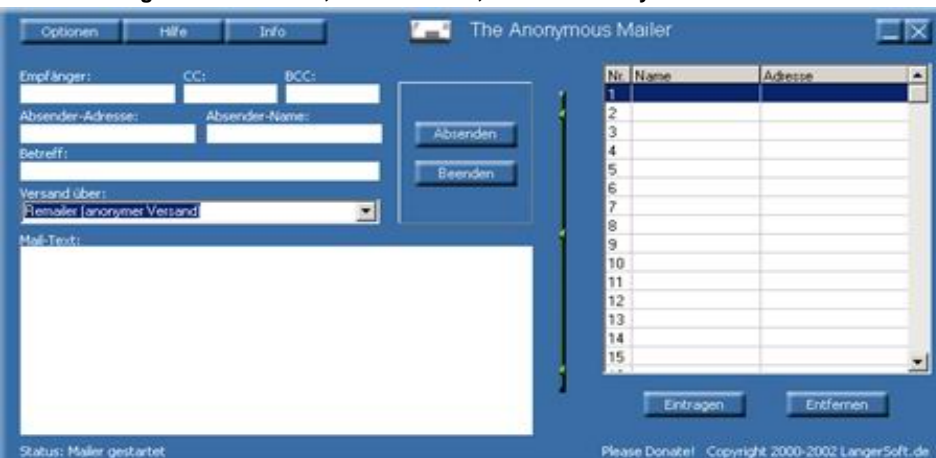 Optionen Hilfe Info The Anonymous Mailer
Empfänger: CC: BCC:
Absender-Adresse: Absender-Name:
Betreff:
Versand über:
Remailer [anonymer Versand]
Mail-Text:
Absenden
Beenden
Nr. Name Adresse
1
2
3
4
5
6
7
8
9
10
11
12
13
14
15
Eintragen Entfernen
Status: Mailer gestartet
Please Donate! Copyright 2000-2002 LangerSoft.de